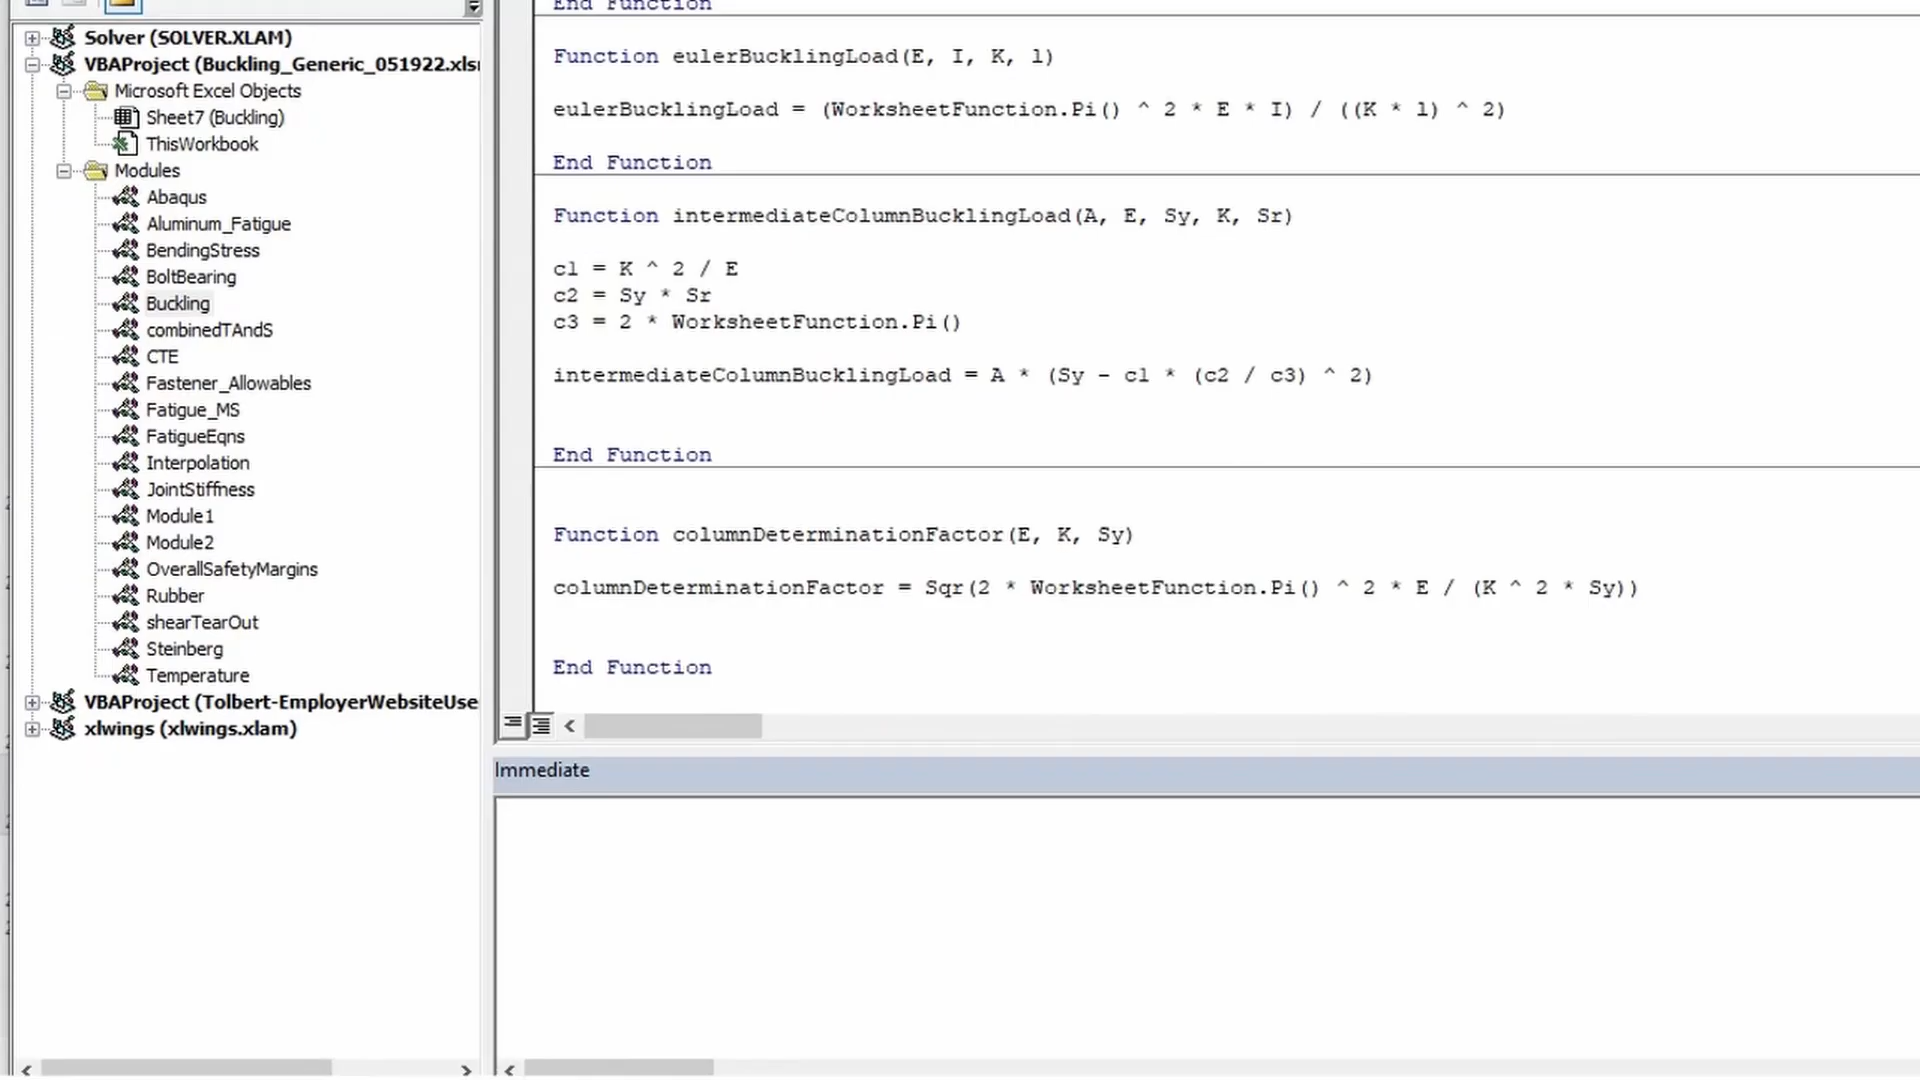 Solver (SOLVER.XLAM)
VBAProject (Buckling_Generic_051922.xls
Microsoft Excel Objects
Sheet7 (Buckling)
ThisWorkbook
Modules
Abaqus
Aluminum_Fatigue
BendingStress
BoltBearing
Buckling
combinedTAndS
CTE
Fastener_Allowables
Fatigue_MS
FatigueEqns
Interpolation
JointStiffness
Module1
Module2
OverallSafetyMargins
Rubber
shearTearOut
Steinberg
Temperature
VBAProject (Tolbert-EmployerWebsiteUse
xlwings (xlwings.xlam)
End Function
Function eulerBucklingLoad(E, I, K, l)
eulerBucklingLoad = (WorksheetFunction.Pi() ^ 2 * E * I) / ((K * l) ^ 2)
End Function
Function intermediateColumnBucklingLoad(A, E, Sy, K, Sr)
c1 = K ^ 2 / E
c2 = Sy * Sr
c3 = 2 * WorksheetFunction.Pi()
intermediateColumnBucklingLoad = A * (Sy - c1 * (c2 / c3) ^ 2)
End Function
Function columnDeterminationFactor(E, K, Sy)
columnDeterminationFactor = Sqr(2 * WorksheetFunction.Pi() ^ 2 * E / (K ^ 2 * Sy))
End Function
Immediate